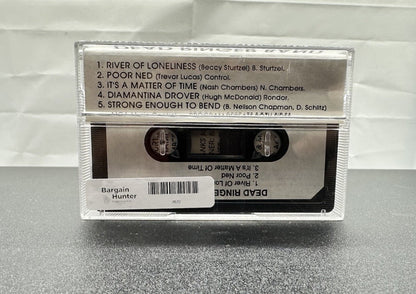 1. RIVER OF LONELINESS (Beccy Sturtzel) B. Sturtzel.
2. POOR NED (Trevor Lucas) Control.
3. IT'S A MATTER OF TIME (Nash Chambers) N. Chambers.
4. DIAMANTINA DROVER (Hugh McDonald) Rondor.
5. STRONG ENOUGH TO BEND (B. Nelson Chapman, D. Schlitz)
Bargain
Hunter
DEAD RINGE
1. River Of Lo
2. Poor Ned
3. It's A Matter Of Time